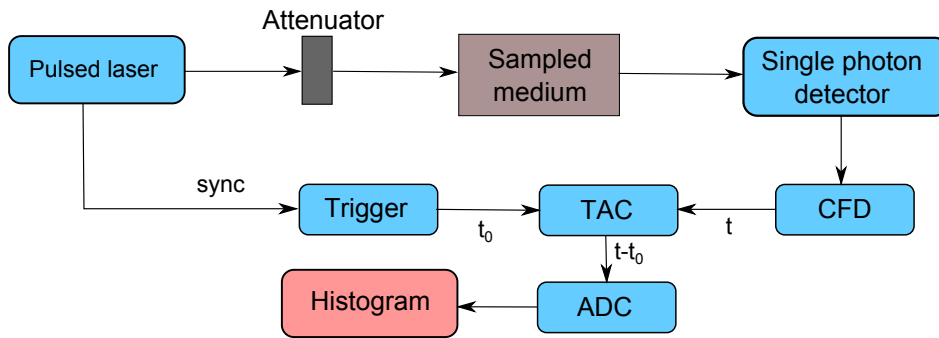 Attenuator
Pulsed laser
Sampled
medium
Single photon
detector
sync
Trigger
t₀
TAC
t
CFD
t-t₀
Histogram
ADC